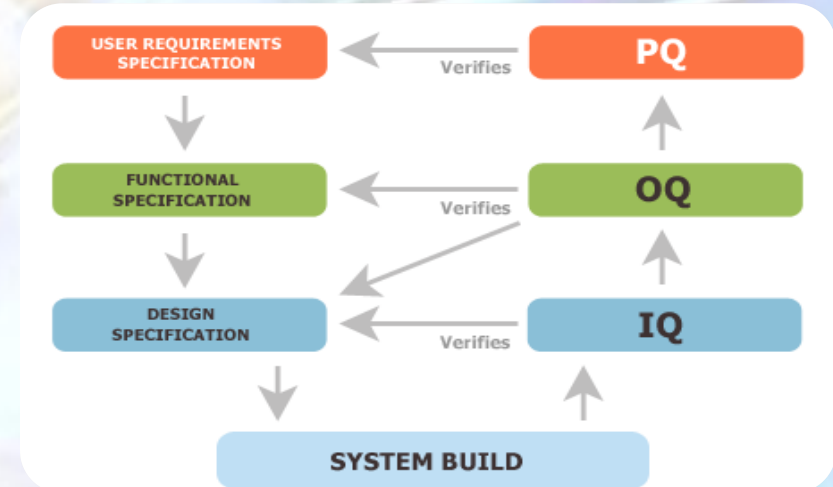 USER REQUIREMENTS
SPECIFICATION
Verifies
PQ
FUNCTIONAL
SPECIFICATION
Verifies
OQ
DESIGN
SPECIFICATION
Verifies
IQ
SYSTEM BUILD